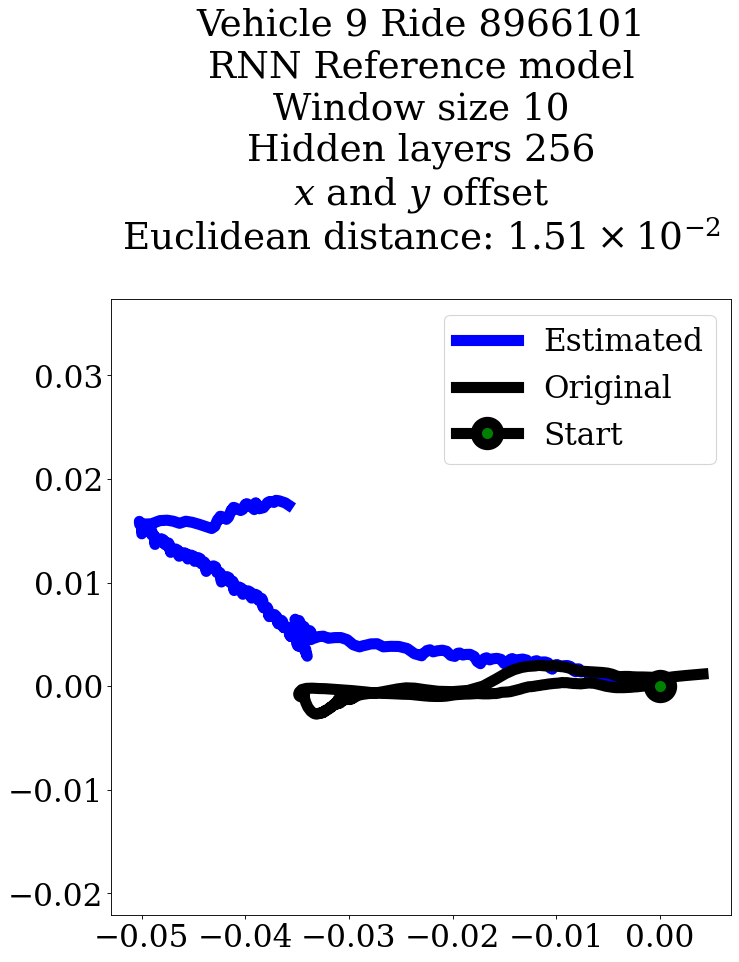 Vehicle 9 Ride 8966101
RNN Reference model
Window size 10
Hidden layers 256
x and y offset
Euclidean distance: 1.51 × 10⁻²
Estimated
Original
Start
0.03
0.02
0.01
0.00
−0.01
−0.02
−0.05 −0.04 −0.03 −0.02 −0.01 0.00